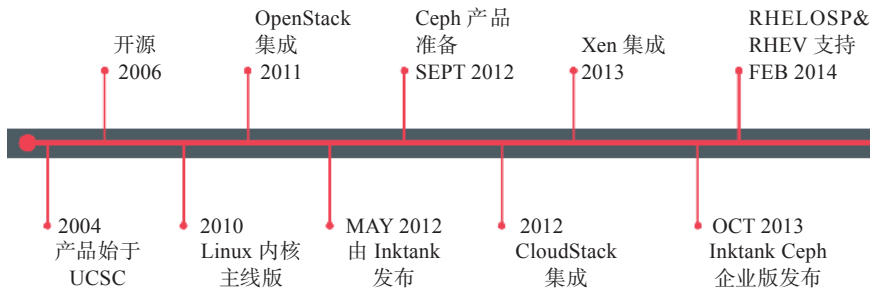 开源
2006
OpenStack
集成
2011
Ceph 产品
准备
SEPT 2012
Xen 集成
2013
RHELOSP&
RHEV 支持
FEB 2014
2004
产品始于
UCSC
2010
Linux 内核
主线版
MAY 2012
由 Inktank
发布
2012
CloudStack
集成
OCT 2013
Inktank Ceph
企业版发布